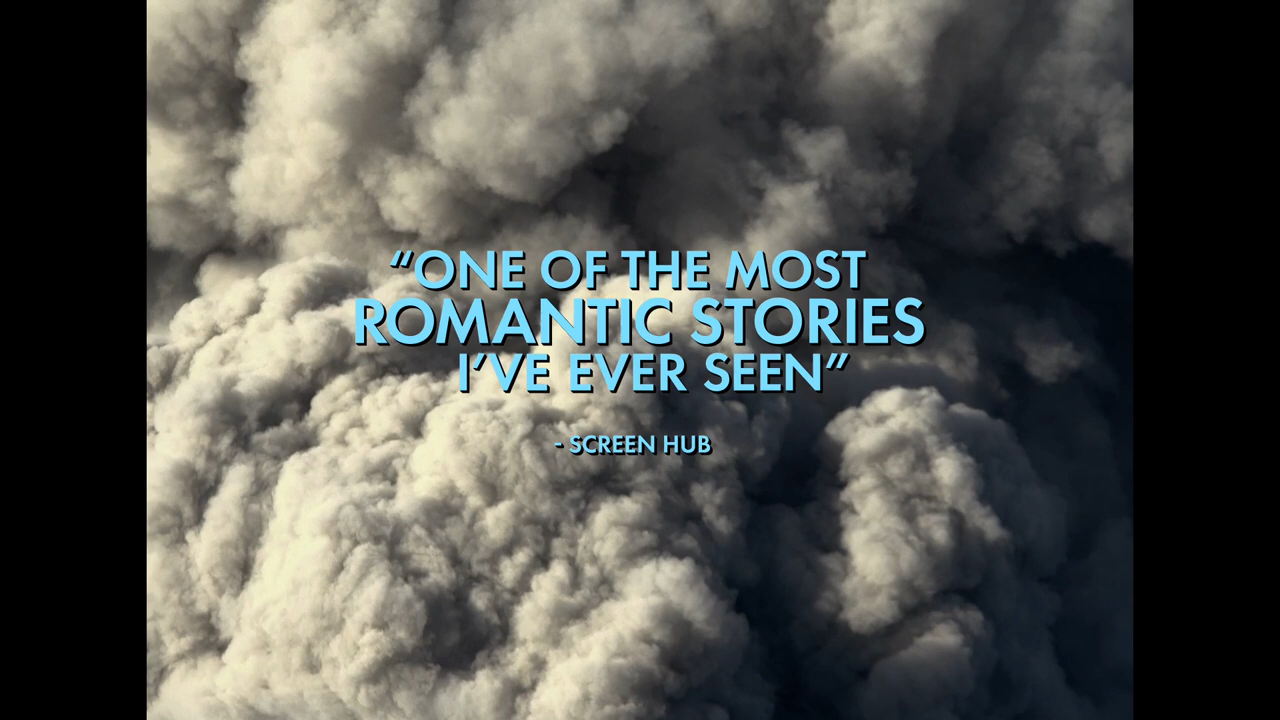 “ONE OF THE MOST
ROMANTIC STORIES
I’VE EVER SEEN”
- SCREEN HUB